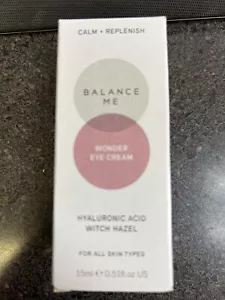 CALM + REPLENISH
BALANCE
ME
WONDER
EYE CREAM
HYALURONIC ACID
WITCH HAZEL
FOR ALL SKIN TYPES
15ml ℮ 0.51fl oz US